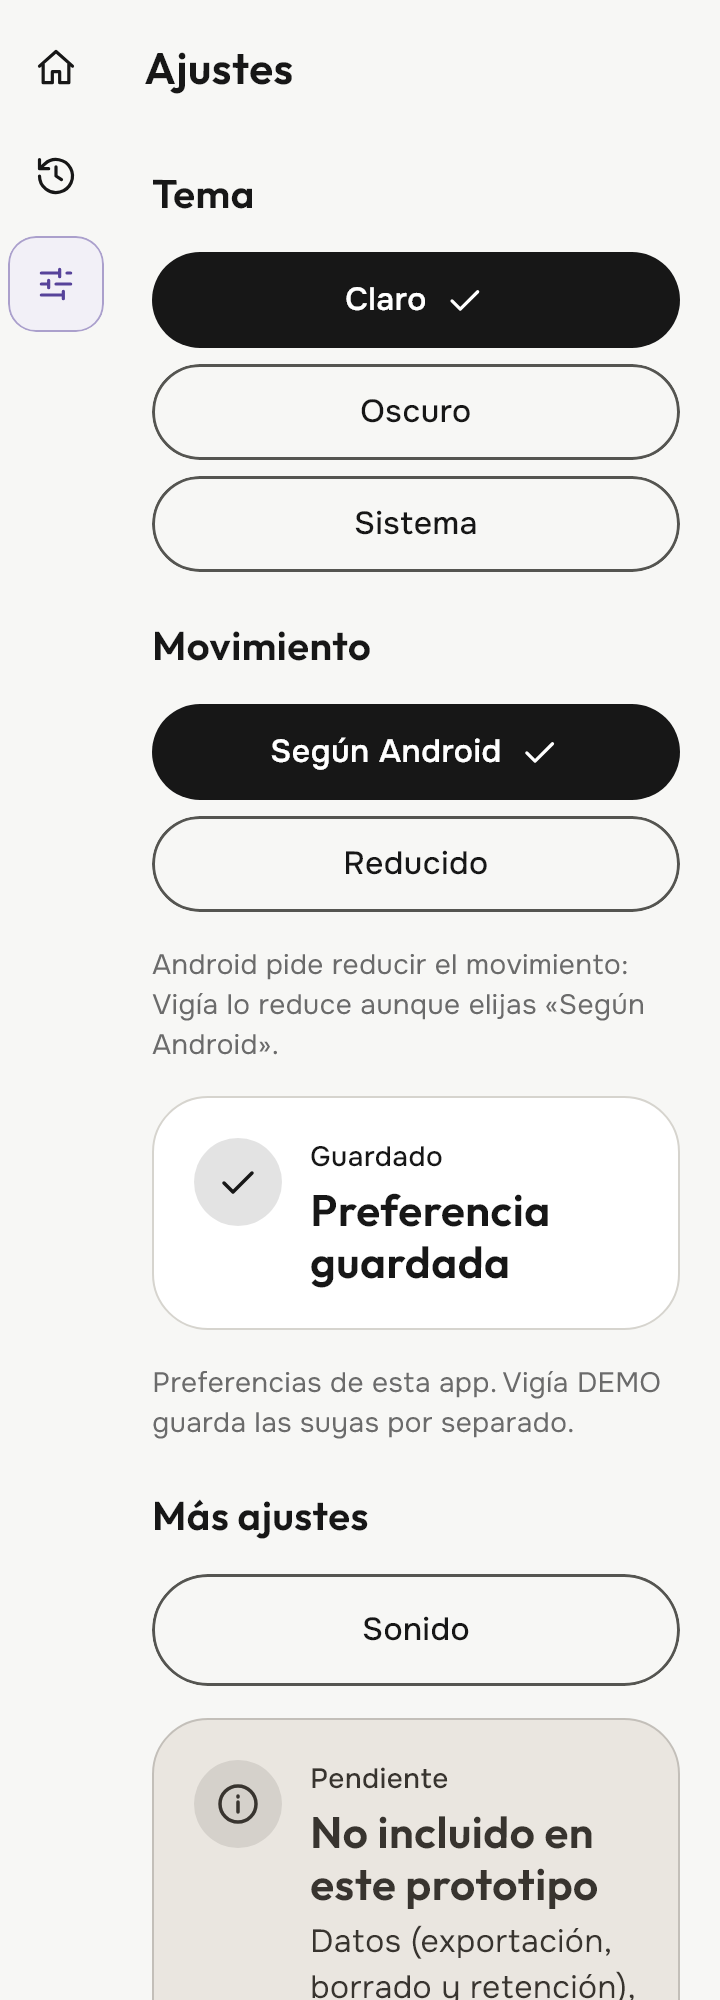 Ajustes
Tema
Claro
Oscuro
Sistema
Movimiento
Según Android
Reducido
Android pide reducir el movimiento:
Vigía lo reduce aunque elijas «Según
Android».
Guardado
Preferencia
guardada
Preferencias de esta app. Vigía DEMO
guarda las suyas por separado.
Más ajustes
Sonido
Pendiente
No incluido en
este prototipo
Datos (exportación,
borrado y retención),